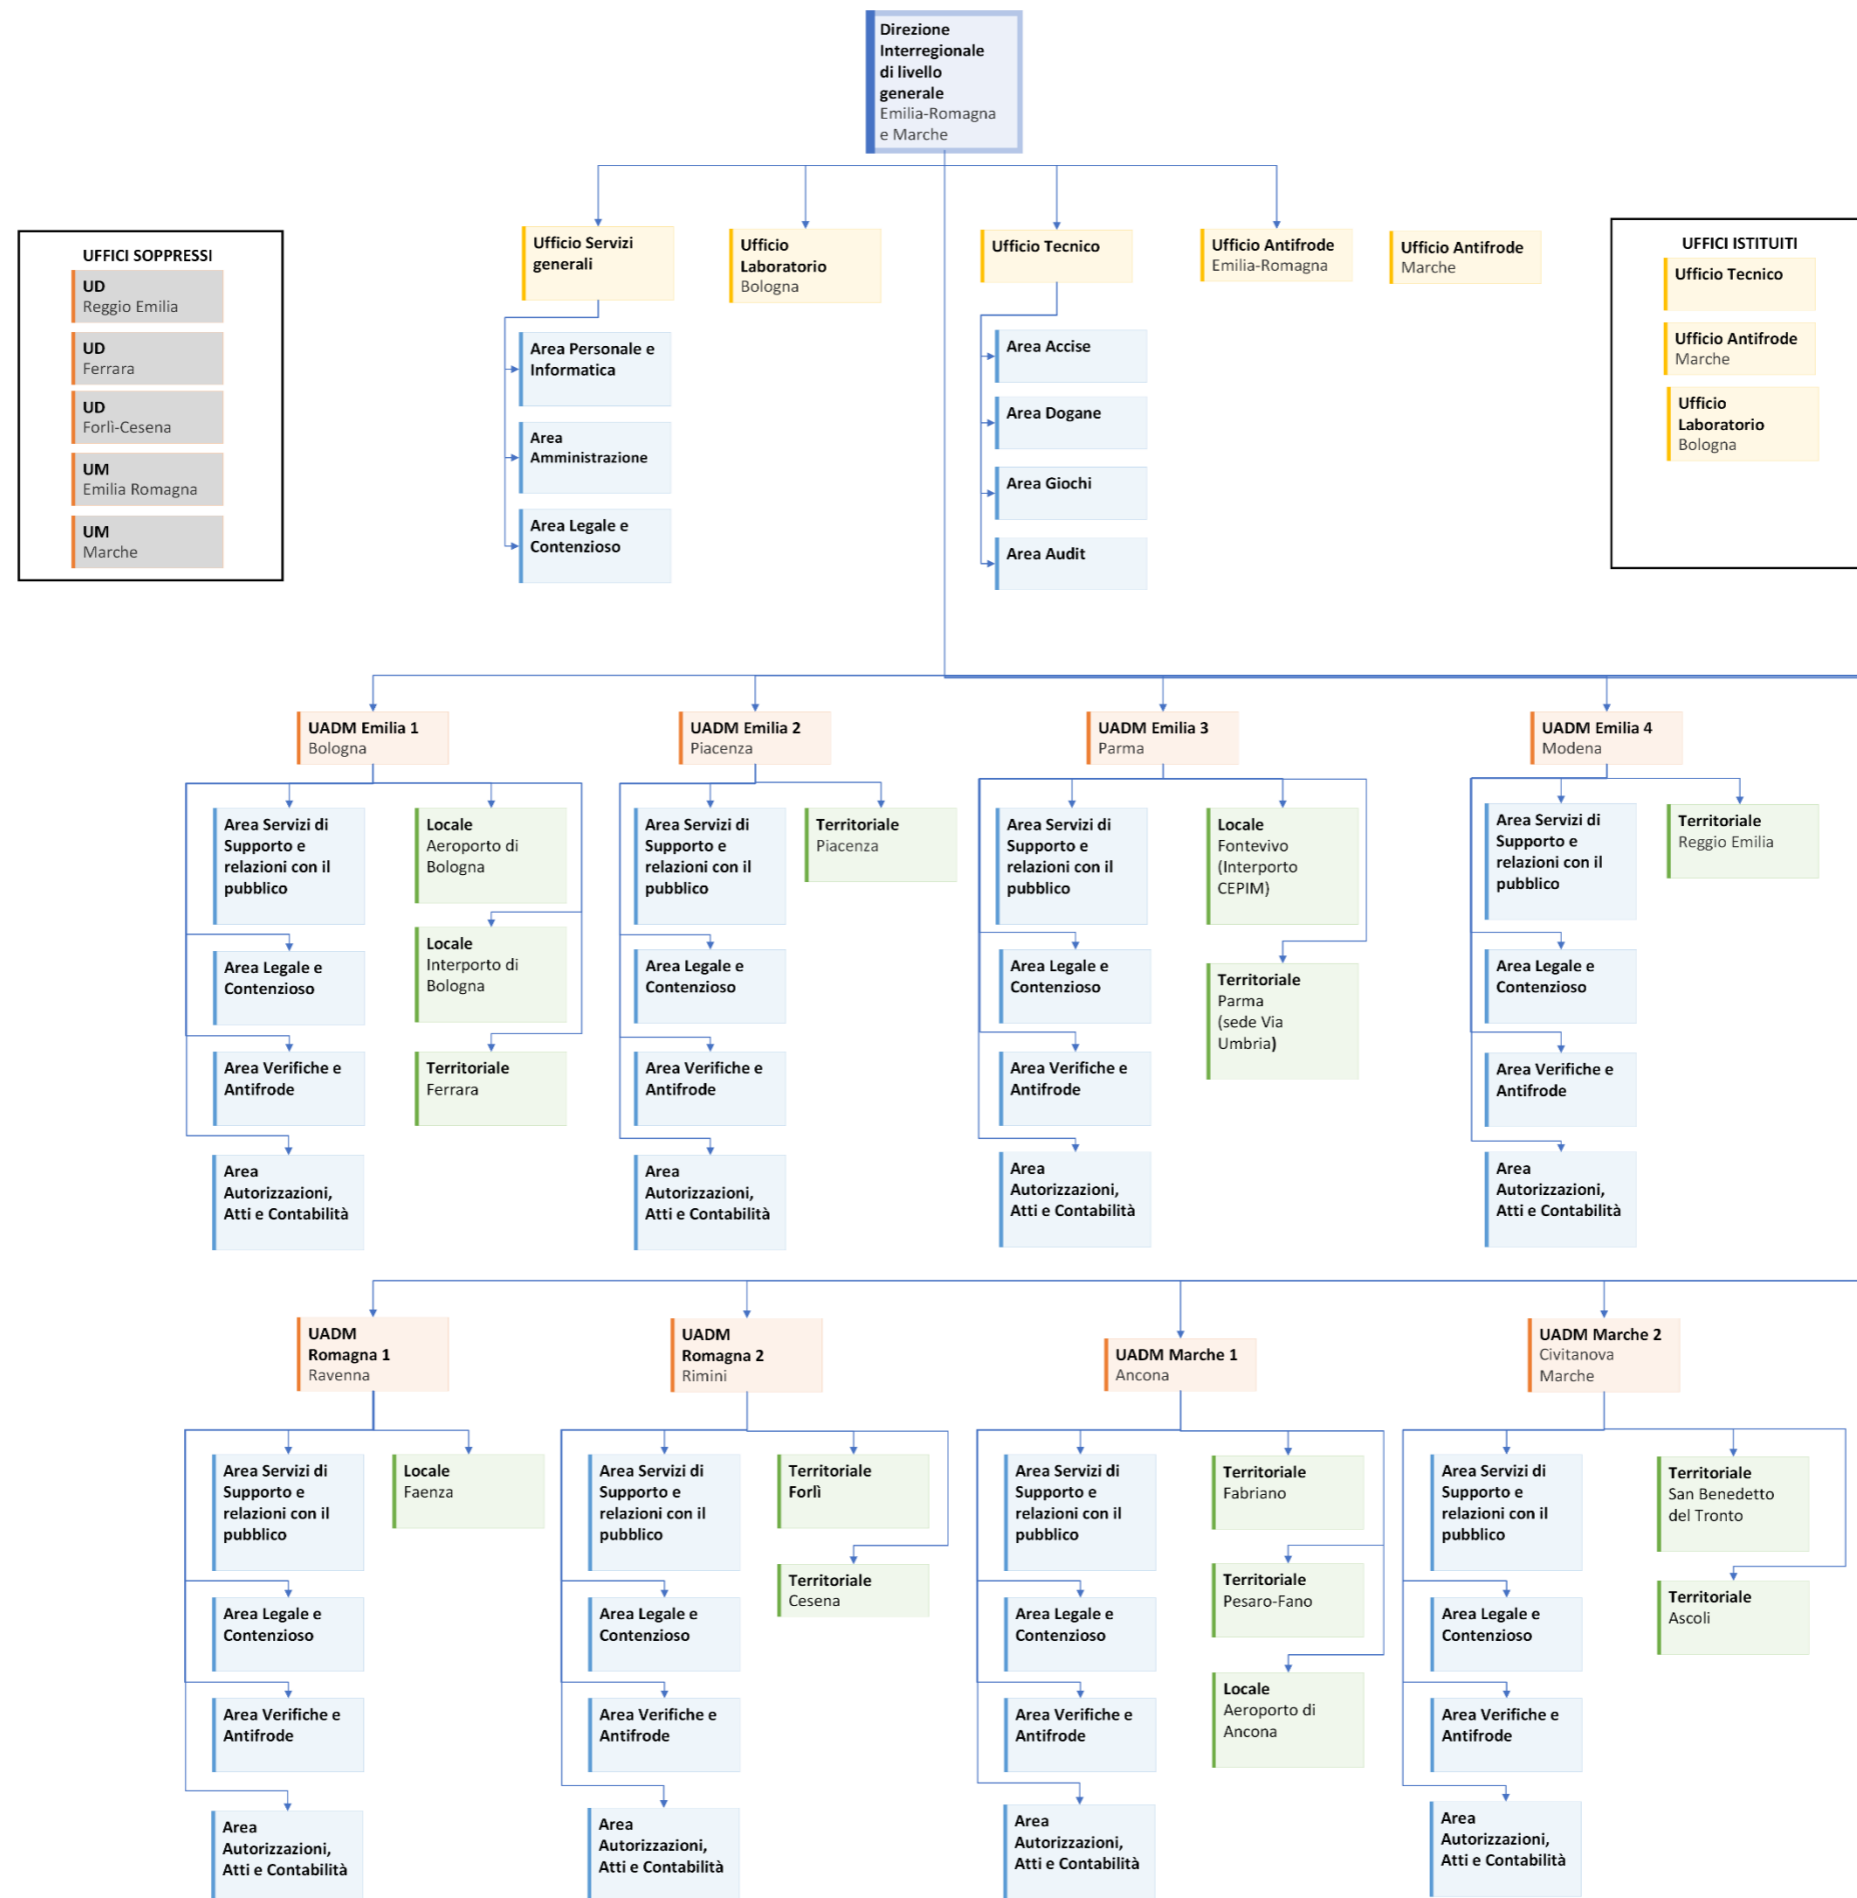 Direzione
Interregionale
di livello
generale
Emilia-Romagna
e Marche
UFFICI SOPPRESSI
UD
Reggio Emilia
UD
Ferrara
UD
Forlì-Cesena
UM
Emilia Romagna
UM
Marche
Ufficio Servizi
generali
Area Personale e
Informatica
Area
Amministrazione
Area Legale e
Contenzioso
Ufficio
Laboratorio
Bologna
Ufficio Tecnico
Area Accise
Area Dogane
Area Giochi
Area Audit
Ufficio Antifrode
Emilia-Romagna
Ufficio Antifrode
Marche
UFFICI ISTITUITI
Ufficio Tecnico
Ufficio Antifrode
Marche
Ufficio
Laboratorio
Bologna
UADM Emilia 1
Bologna
Area Servizi di
Supporto e
relazioni con il
pubblico
Area Legale e
Contenzioso
Area Verifiche e
Antifrode
Area
Autorizzazioni,
Atti e Contabilità
Locale
Aeroporto di
Bologna
Locale
Interporto di
Bologna
Territoriale
Ferrara
UADM Emilia 2
Piacenza
Area Servizi di
Supporto e
relazioni con il
pubblico
Area Legale e
Contenzioso
Area Verifiche e
Antifrode
Area
Autorizzazioni,
Atti e Contabilità
Territoriale
Piacenza
UADM Emilia 3
Parma
Area Servizi di
Supporto e
relazioni con il
pubblico
Area Legale e
Contenzioso
Area Verifiche e
Antifrode
Area
Autorizzazioni,
Atti e Contabilità
Locale
Fontevivo
(Interporto
CEPIM)
Territoriale
Parma
(sede Via
Umbria)
UADM Emilia 4
Modena
Area Servizi di
Supporto e
relazioni con il
pubblico
Area Legale e
Contenzioso
Area Verifiche e
Antifrode
Area
Autorizzazioni,
Atti e Contabilità
Territoriale
Reggio Emilia
UADM
Romagna 1
Ravenna
Area Servizi di
Supporto e
relazioni con il
pubblico
Area Legale e
Contenzioso
Area Verifiche e
Antifrode
Area
Autorizzazioni,
Atti e Contabilità
Locale
Faenza
UADM
Romagna 2
Rimini
Area Servizi di
Supporto e
relazioni con il
pubblico
Area Legale e
Contenzioso
Area Verifiche e
Antifrode
Area
Autorizzazioni,
Atti e Contabilità
Territoriale
Forlì
Territoriale
Cesena
UADM Marche 1
Ancona
Area Servizi di
Supporto e
relazioni con il
pubblico
Area Legale e
Contenzioso
Area Verifiche e
Antifrode
Area
Autorizzazioni,
Atti e Contabilità
Territoriale
Fabriano
Territoriale
Pesaro-Fano
Locale
Aeroporto di
Ancona
UADM Marche 2
Civitanova
Marche
Area Servizi di
Supporto e
relazioni con il
pubblico
Area Legale e
Contenzioso
Area Verifiche e
Antifrode
Area
Autorizzazioni,
Atti e Contabilità
Territoriale
San Benedetto
del Tronto
Territoriale
Ascoli